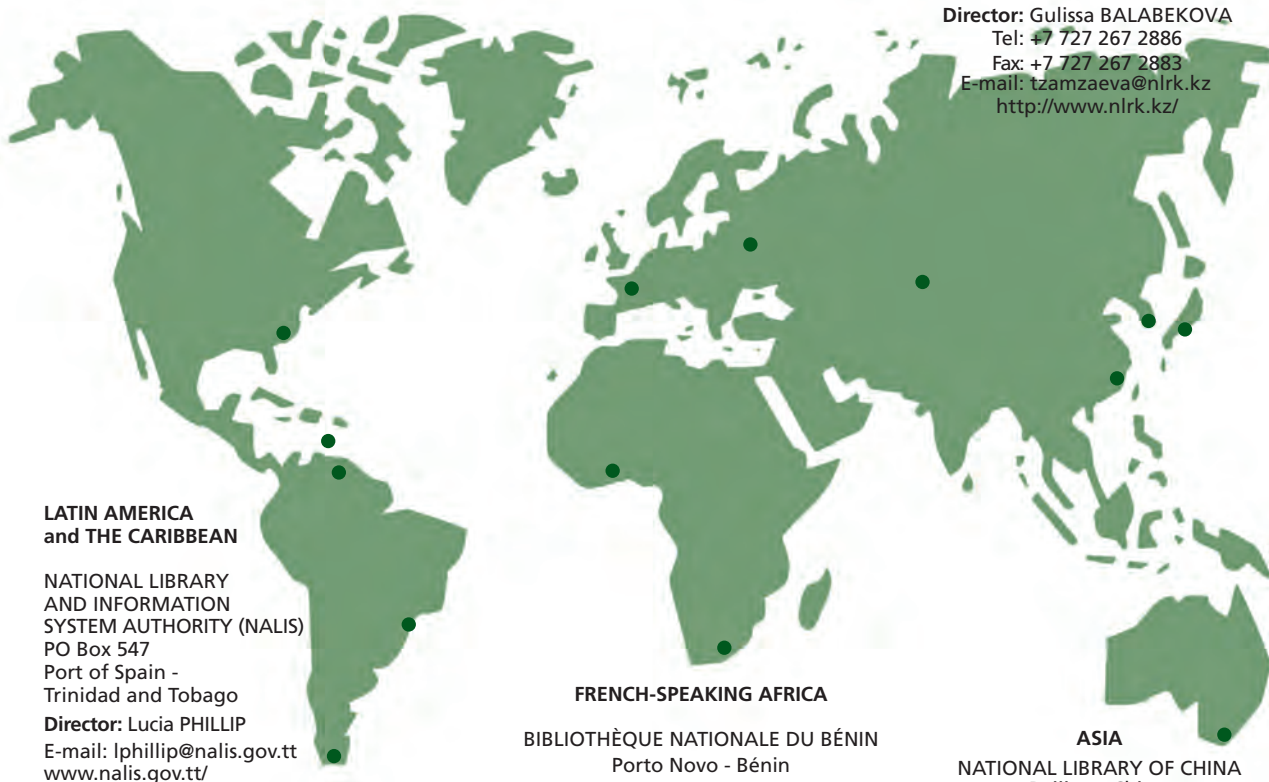 Director: Gulissa BALABEKOVA
Tel: +7 727 267 2886
Fax: +7 727 267 2883
E-mail: tzamzaeva@nlrk.kz
http://www.nlrk.kz/
LATIN AMERICA
and THE CARIBBEAN
NATIONAL LIBRARY
AND INFORMATION
SYSTEM AUTHORITY (NALIS)
PO Box 547
Port of Spain -
Trinidad and Tobago
Director: Lucia PHILLIP
E-mail: lphillip@nalis.gov.tt
www.nalis.gov.tt/
FRENCH-SPEAKING AFRICA
BIBLIOTHÈQUE NATIONALE DU BÉNIN
Porto Novo - Bénin
ASIA
NATIONAL LIBRARY OF CHINA